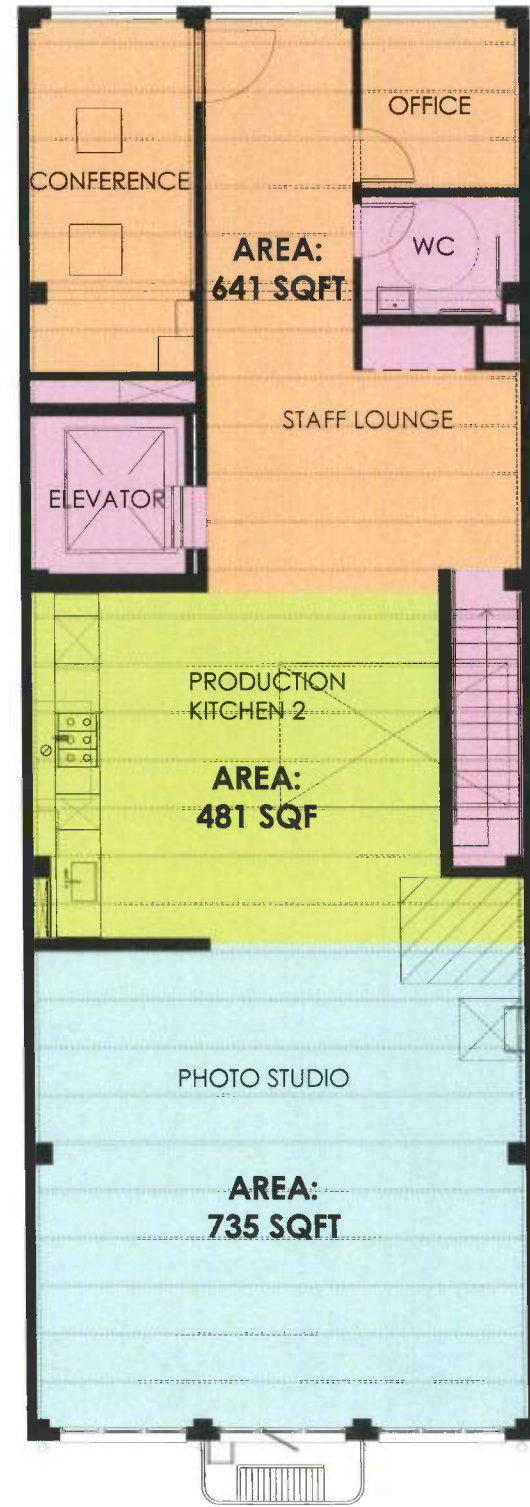 OFFICE
CONFERENCE
WC
AREA:
641 SQFT
STAFF LOUNGE
ELEVATOR
PRODUCTION
KITCHEN 2
AREA:
481 SQF
PHOTO STUDIO
AREA:
735 SQFT